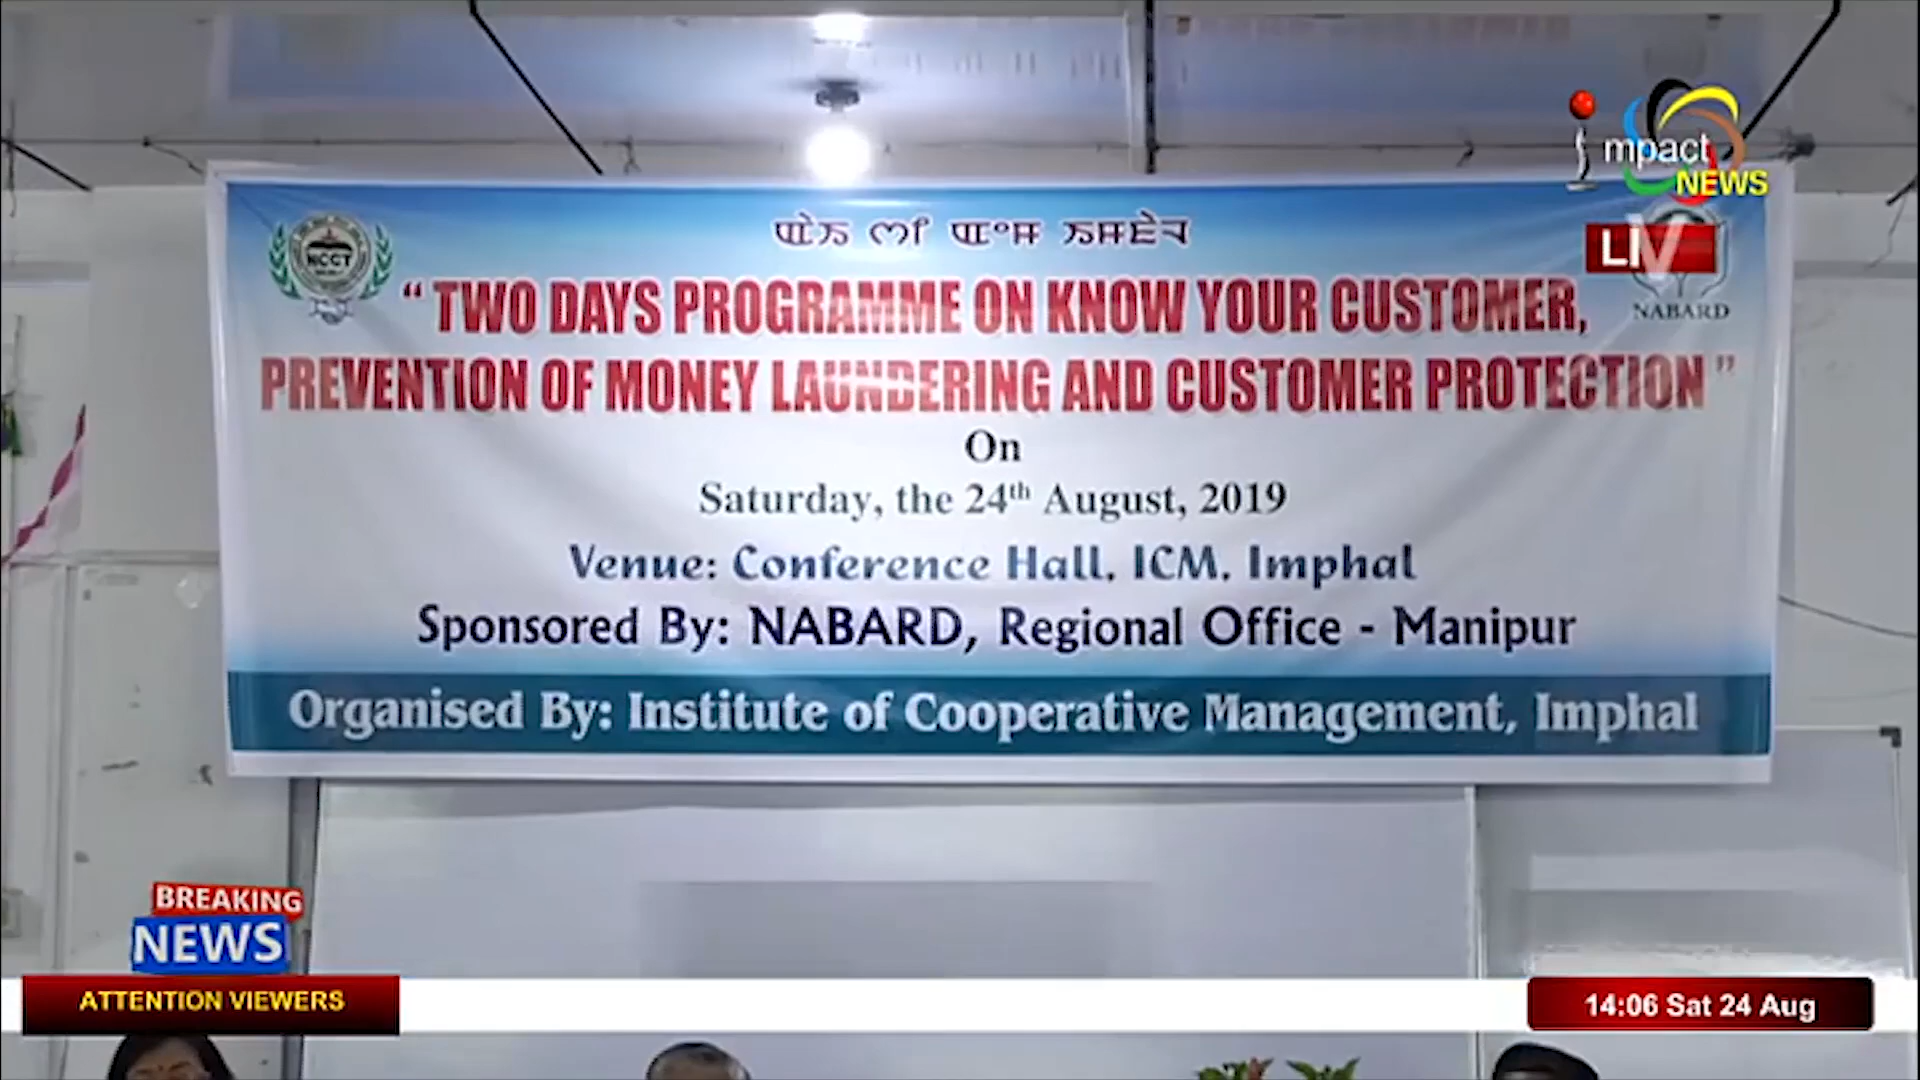 mpact
NEWS
LIV
NCCT
NABARD
“ TWO DAYS PROGRAMME ON KNOW YOUR CUSTOMER,
PREVENTION OF MONEY LAUNDERING AND CUSTOMER PROTECTION ”
On
Saturday, the 24th August, 2019
Venue: Conference Hall, ICM, Imphal
Sponsored By: NABARD, Regional Office - Manipur
Organised By: Institute of Cooperative Management, Imphal
BREAKING
NEWS
ATTENTION VIEWERS
14:06 Sat 24 Aug